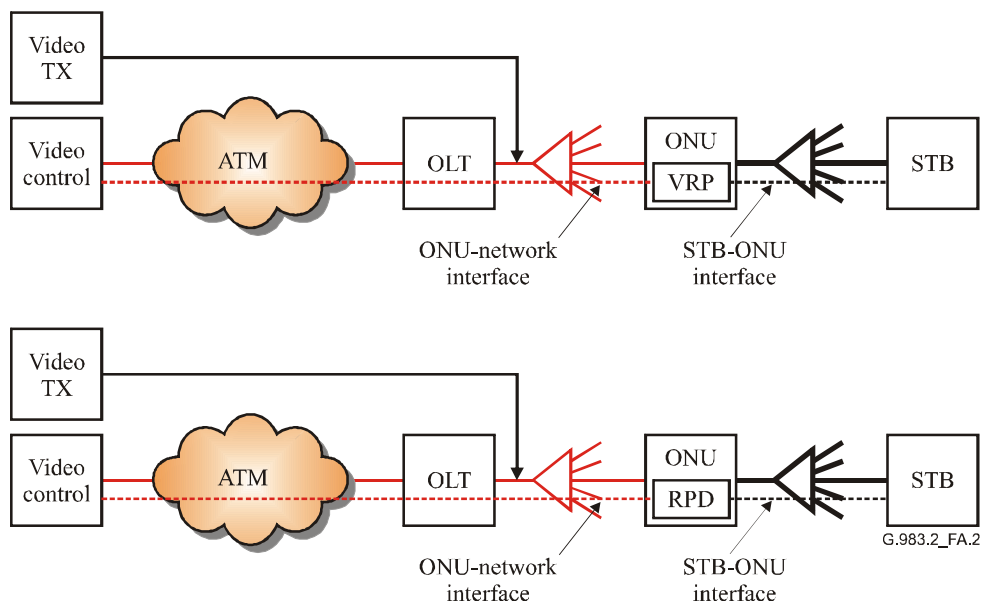 Video
TX
Video
control
ATM
OLT
ONU
VRP
STB
ONU-network
interface
STB-ONU
interface
Video
TX
Video
control
ATM
OLT
ONU
RPD
STB
G.983.2_FA.2
ONU-network
interface
STB-ONU
interface